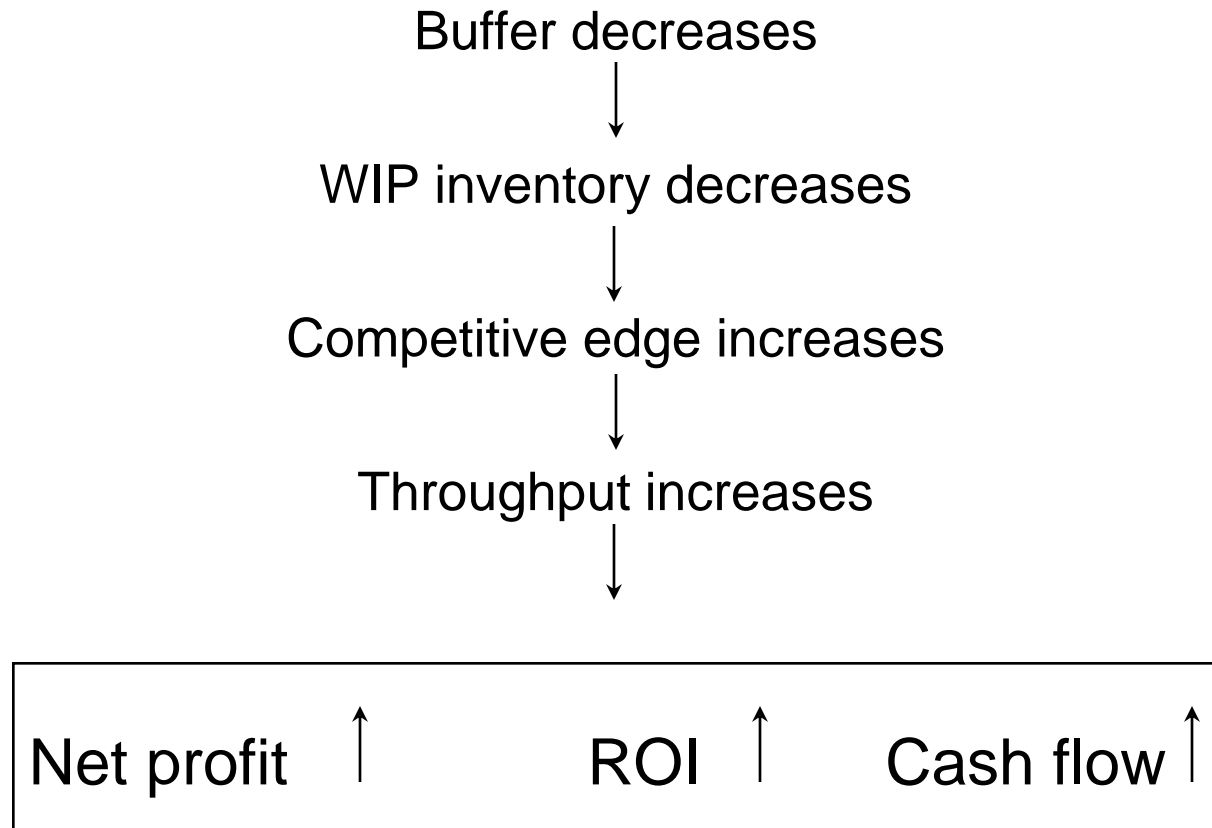 Buffer decreases
WIP inventory decreases
Competitive edge increases
Throughput increases
Net profit ROI Cash flow